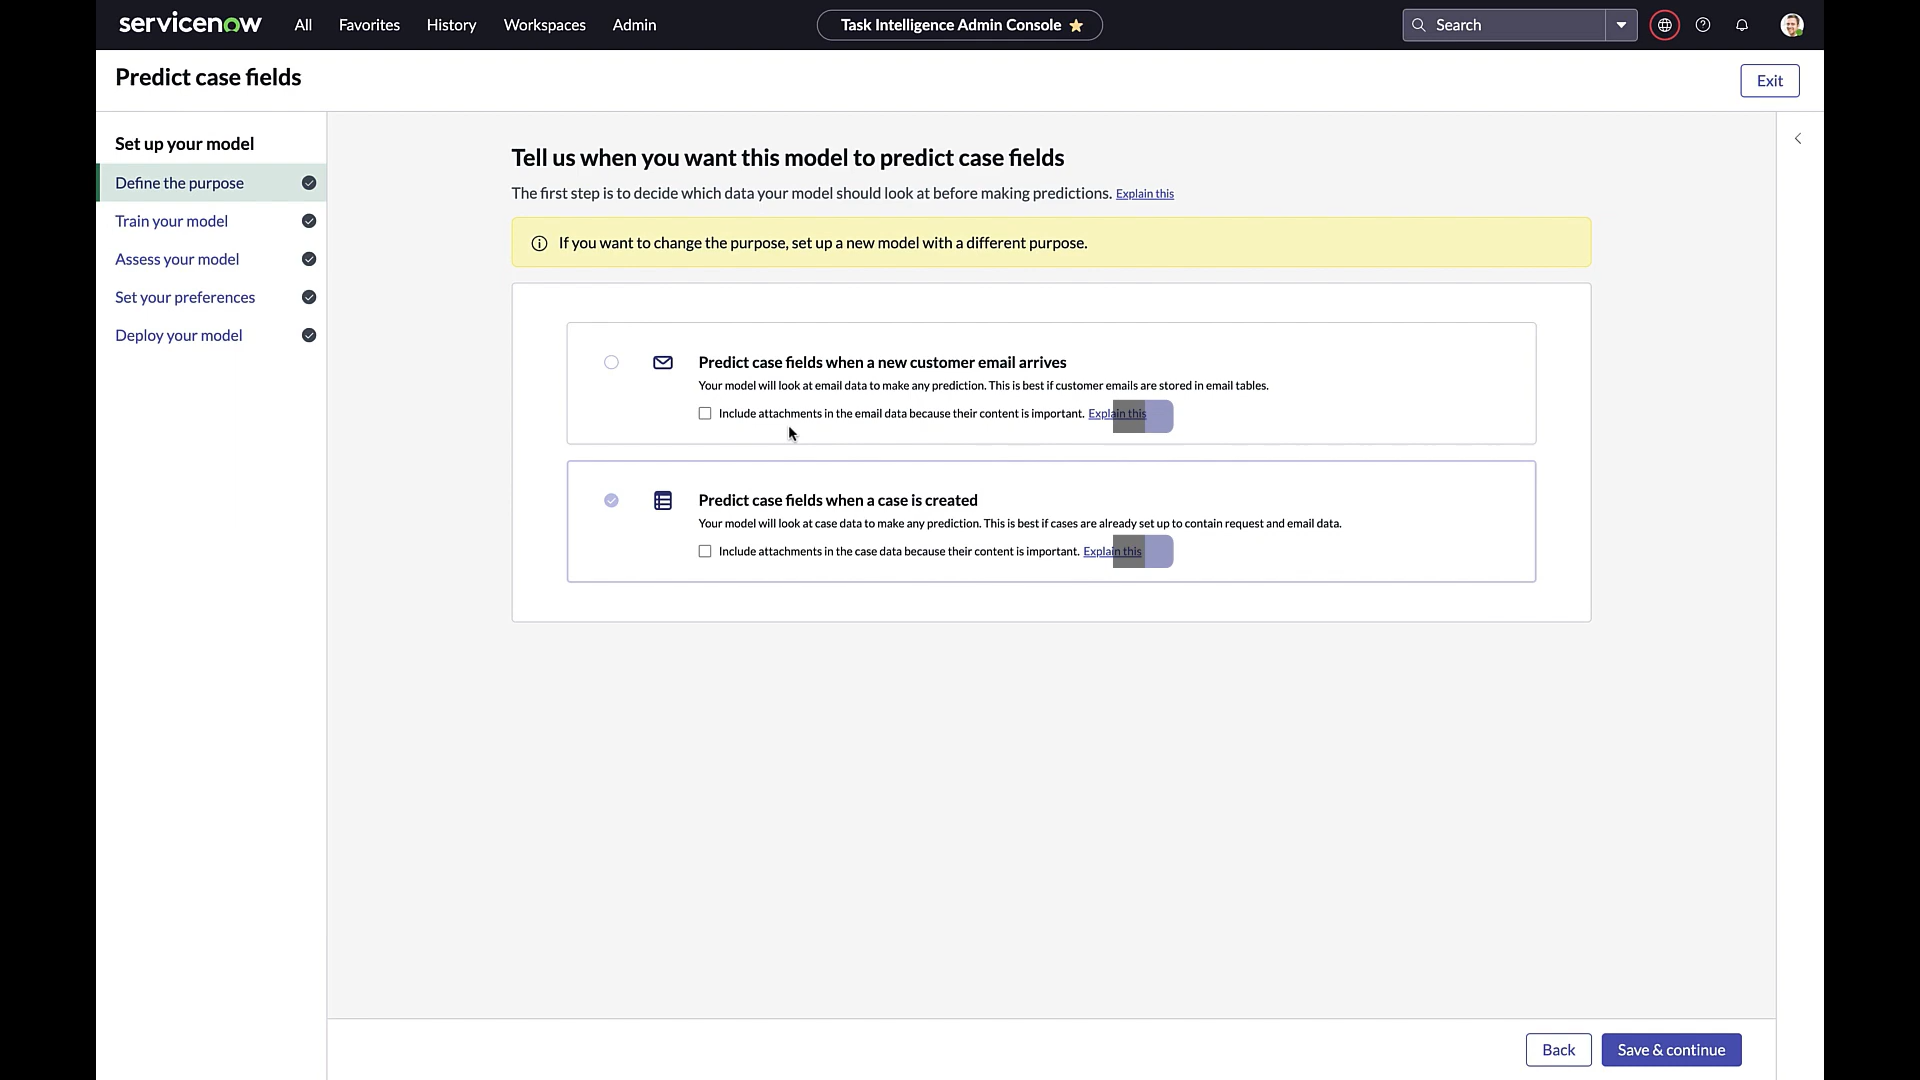 servicenow
All
Favorites
History
Workspaces
Admin
Task Intelligence Admin Console
Search
Predict case fields
Exit
Set up your model
Define the purpose
Train your model
Assess your model
Set your preferences
Deploy your model
Tell us when you want this model to predict case fields
The first step is to decide which data your model should look at before making predictions. Explain this
If you want to change the purpose, set up a new model with a different purpose.
Predict case fields when a new customer email arrives
Your model will look at email data to make any prediction. This is best if customer emails are stored in email tables.
Include attachments in the email data because their content is important. Explain this
Predict case fields when a case is created
Your model will look at case data to make any prediction. This is best if cases are already set up to contain request and email data.
Include attachments in the case data because their content is important. Explain this
Back
Save & continue